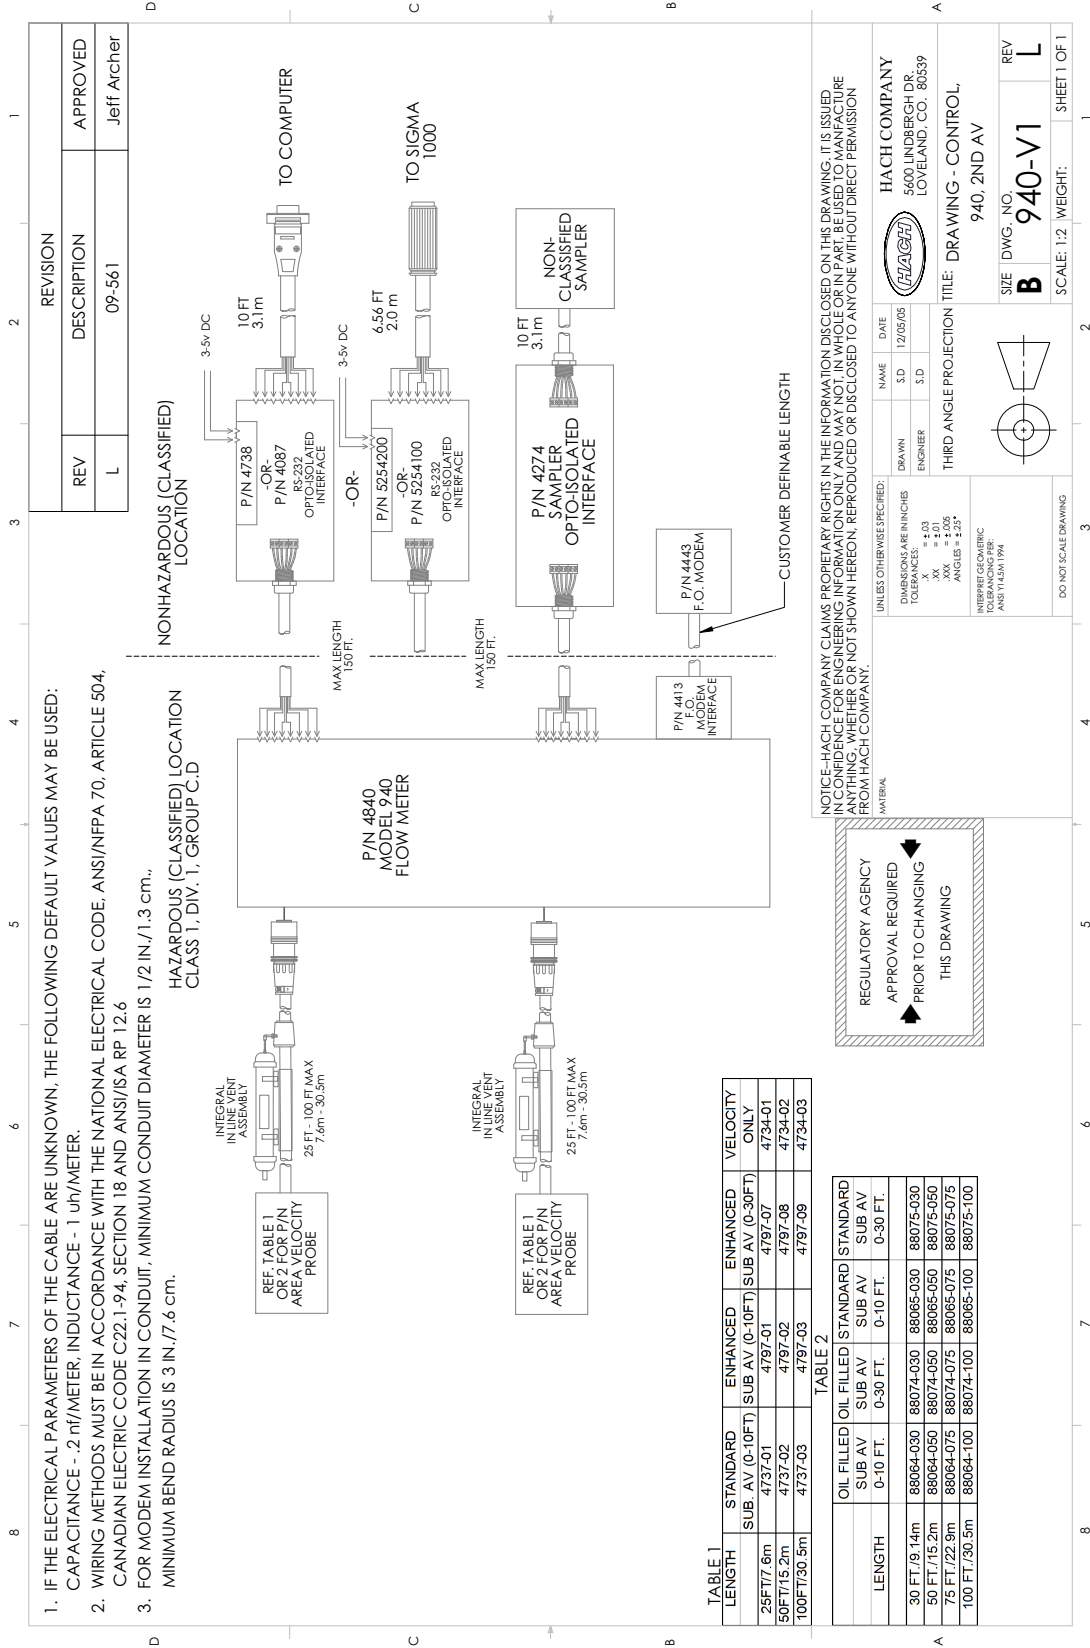 8 7 6 5 4 3 2 1
D
C
B
A
1. IF THE ELECTRICAL PARAMETERS OF THE CABLE ARE UNKNOWN, THE FOLLOWING DEFAULT VALUES MAY BE USED:
CAPACITANCE - .2 nf/METER, INDUCTANCE - 1 uh/METER.
2. WIRING METHODS MUST BE IN ACCORDANCE WITH THE NATIONAL ELECTRICAL CODE, ANSI/NFPA 70, ARTICLE 504,
CANADIAN ELECTRIC CODE C22.1-94, SECTION 18 AND ANSI/ISA RP 12.6
3. FOR MODEM INSTALLATION IN CONDUIT, MINIMUM CONDUIT DIAMETER IS 1/2 IN./1.3 cm.,
MINIMUM BEND RADIUS IS 3 IN./7.6 cm.
REVISION
REV DESCRIPTION APPROVED
L 09-561 Jeff Archer
HAZARDOUS (CLASSIFIED) LOCATION
CLASS 1, DIV. 1, GROUP C.D
NONHAZARDOUS (CLASSIFIED)
LOCATION
INTEGRAL
IN LINE VENT
ASSEMBLY
25 FT - 100 FT MAX
7.6m - 30.5m
REF. TABLE 1
OR 2 FOR P/N
AREA VELOCITY
PROBE
INTEGRAL
IN LINE VENT
ASSEMBLY
25 FT - 100 FT MAX
7.6m - 30.5m
REF. TABLE 1
OR 2 FOR P/N
AREA VELOCITY
PROBE
P/N 4840
MODEL 940
FLOW METER
MAX LENGTH
150 FT.
MAX LENGTH
150 FT.
3-5v DC
P/N 4738
-OR-
P/N 4087
RS-232
OPTO-ISOLATED
INTERFACE
10 FT
3.1m
TO COMPUTER
-OR-
3-5v DC
P/N 5254200
-OR-
P/N 5254100
RS-232
OPTO-ISOLATED
INTERFACE
6.56 FT
2.0 m
TO SIGMA
1000
P/N 4274
SAMPLER
OPTO-ISOLATED
INTERFACE
10 FT
3.1m
NON-
CLASSIFIED
SAMPLER
P/N 4413
F.O.
MODEM
INTERFACE
P/N 4443
F.O. MODEM
CUSTOMER DEFINABLE LENGTH
TABLE 1
LENGTH STANDARD SUB. AV (0-10FT) ENHANCED SUB AV (0-10FT) ENHANCED SUB AV (0-30FT) VELOCITY ONLY
25FT/7.6m 4737-01 4797-01 4797-07 4734-01
50FT/15.2m 4737-02 4797-02 4797-08 4734-02
100FT/30.5m 4737-03 4797-03 4797-09 4734-03
TABLE 2
OIL FILLED OIL FILLED STANDARD STANDARD
SUB AV SUB AV SUB AV SUB AV
LENGTH 0-10 FT. 0-30 FT. 0-10 FT. 0-30 FT.
30 FT./9.14m 88064-030 88074-030 88065-030 88075-030
50 FT./15.2m 88064-050 88074-050 88065-050 88075-050
75 FT./22.9m 88064-075 88074-075 88065-075 88075-075
100 FT./30.5m 88064-100 88074-100 88065-100 88075-100
REGULATORY AGENCY
APPROVAL REQUIRED
PRIOR TO CHANGING
THIS DRAWING
NOTICE--HACH COMPANY CLAIMS PROPIETARY RIGHTS IN THE INFORMATION DISCLOSED ON THIS DRAWING. IT IS ISSUED
IN CONFIDENCE FOR ENGINEERING INFORMATION ONLY AND MAY NOT, IN WHOLE OR IN PART, BE USED TO MANFACTURE
ANYTHING, WHETHER OR NOT SHOWN HEREON, REPRODUCED OR DISCLOSED TO ANYONE WITHOUT DIRECT PERMISSION
FROM HACH COMPANY.
MATERIAL
UNLESS OTHERWISE SPECIFIED:
DIMENSIONS ARE IN INCHES
TOLERANCES:
.X = ±.03
.XX = ±.01
.XXX = ±.005
ANGLES = ±.25°
INTERPRET GEOMETRIC
TOLERANCING PER:
ANSI Y14.5M 1994
DO NOT SCALE DRAWING
NAME DATE
DRAWN S.D 12/05/05
ENGINEER S.D
THIRD ANGLE PROJECTION
HACH
HACH COMPANY
5600 LINDBERGH DR.
LOVELAND, CO. 80539
TITLE: DRAWING - CONTROL,
940, 2ND AV
SIZE DWG. NO. REV
B 940-V1 L
SCALE: 1:2 WEIGHT: SHEET 1 OF 1
D
C
B
A
8 7 6 5 4 3 2 1